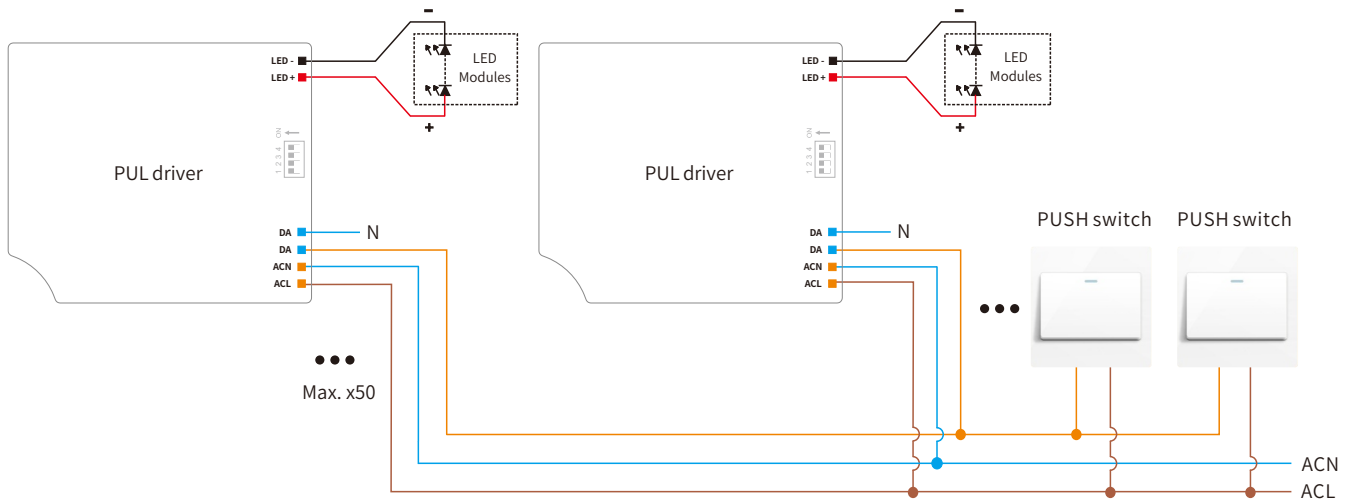 −
LED -
LED +
LED
Modules
+
ON
1 2 3 4
PUL driver
DA
N
DA
ACN
ACL
Max. x50
−
LED -
LED +
LED
Modules
+
ON
1 2 3 4
PUL driver
DA
N
DA
ACN
ACL
PUSH switch
PUSH switch
ACN
ACL